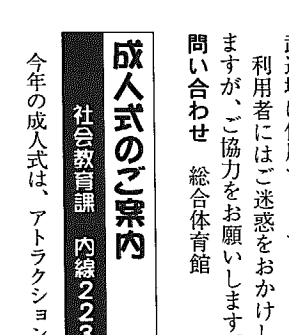 利用者にはご迷惑をおかけし
ますが、ご協力をお願いします
問い合わせ 総合体育館
成人式のご案内
社会教育課 内線223
今年の成人式は、アトラクション